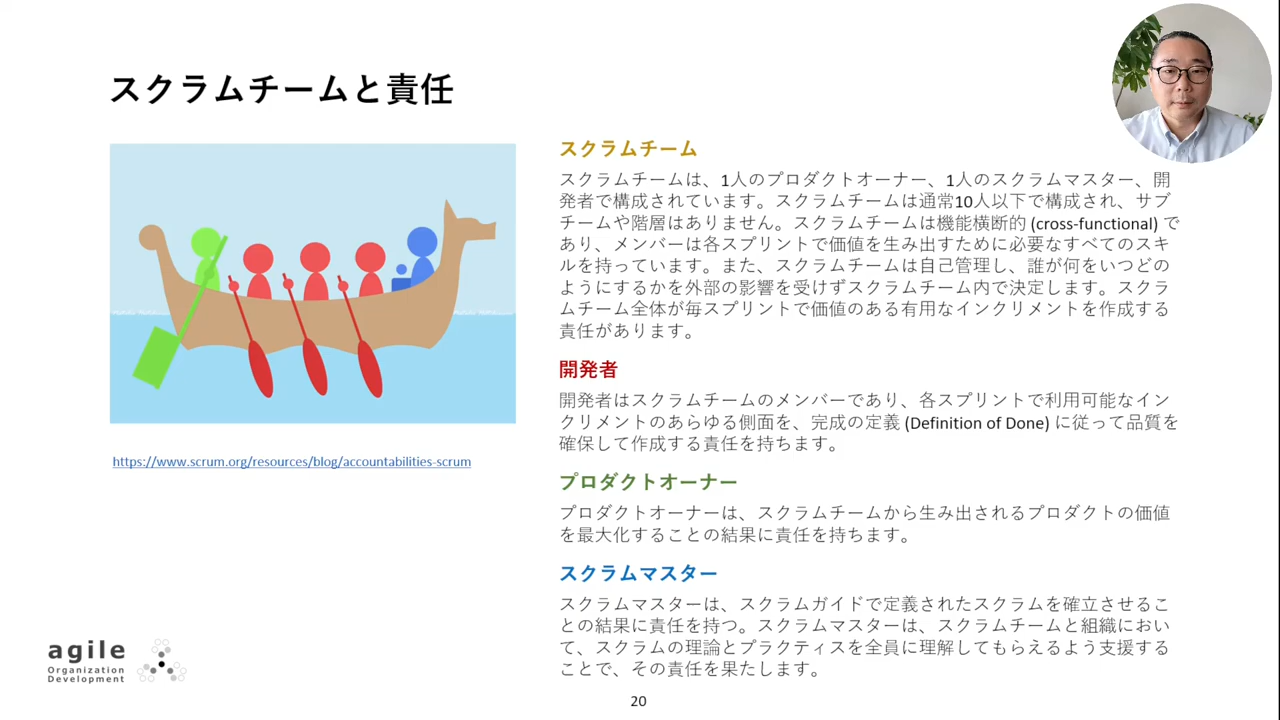 スクラムチームと責任
スクラムチーム
スクラムチームは、1人のプロダクトオーナー、1人のスクラムマスター、開
発者で構成されています。スクラムチームは通常10人以下で構成され、サブ
チームや階層はありません。スクラムチームは機能横断的 (cross-functional) で
あり、メンバーは各スプリントで価値を生み出すために必要なすべてのスキ
ルを持っています。また、スクラムチームは自己管理し、誰が何をいつどの
ようにするかを外部の影響を受けずスクラムチーム内で決定します。スクラ
ムチーム全体が毎スプリントで価値のある有用なインクリメントを作成する
責任があります。
開発者
開発者はスクラムチームのメンバーであり、各スプリントで利用可能なイン
クリメントのあらゆる側面を、完成の定義 (Definition of Done) に従って品質を
確保して作成する責任を持ちます。
プロダクトオーナー
プロダクトオーナーは、スクラムチームから生み出されるプロダクトの価値
を最大化することの結果に責任を持ちます。
スクラムマスター
スクラムマスターは、スクラムガイドで定義されたスクラムを確立させるこ
との結果に責任を持つ。スクラムマスターは、スクラムチームと組織におい
て、スクラムの理論とプラクティスを全員に理解してもらえるよう支援する
ことで、その責任を果たします。
https://www.scrum.org/resources/blog/accountabilities-scrum
agile
Organization
Development
20